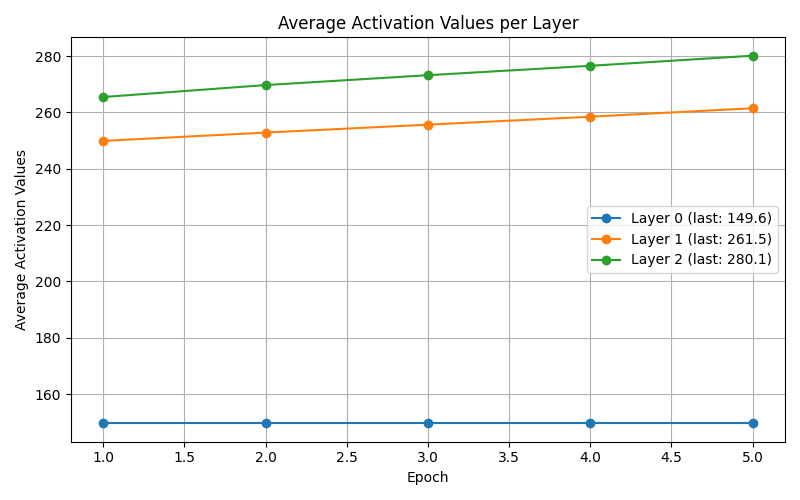 Average Activation Values per Layer
Average Activation Values
280
260
240
220
200
180
160
Layer 0 (last: 149.6)
Layer 1 (last: 261.5)
Layer 2 (last: 280.1)
1.0 1.5 2.0 2.5 3.0 3.5 4.0 4.5 5.0
Epoch